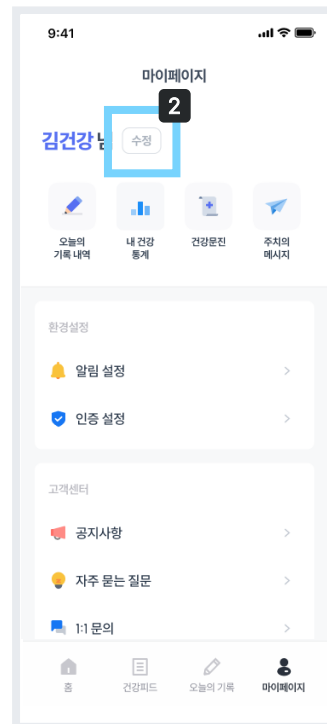 9:41
마이페이지
2
김건강 님 수정
오늘의
기록 내역
내 건강
통계
건강문진
주치의
메시지
환경설정
알림 설정
인증 설정
고객센터
공지사항
자주 묻는 질문
1:1 문의
홈 건강피드 오늘의 기록 마이페이지